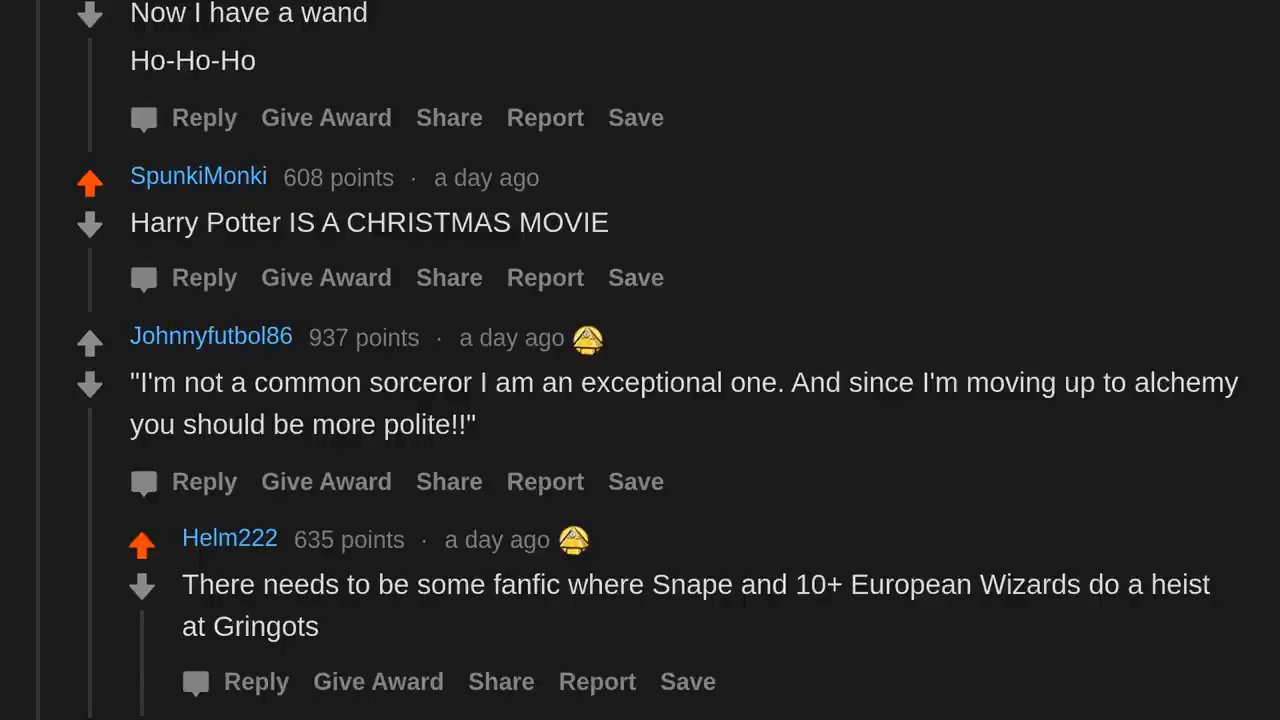 Now I have a wand
Ho-Ho-Ho
Reply Give Award Share Report Save
SpunkiMonki 608 points · a day ago
Harry Potter IS A CHRISTMAS MOVIE
Reply Give Award Share Report Save
Johnnyfutbol86 937 points · a day ago
"I'm not a common sorceror I am an exceptional one. And since I'm moving up to alchemy
you should be more polite!!"
Reply Give Award Share Report Save
Helm222 635 points · a day ago
There needs to be some fanfic where Snape and 10+ European Wizards do a heist
at Gringots
Reply Give Award Share Report Save